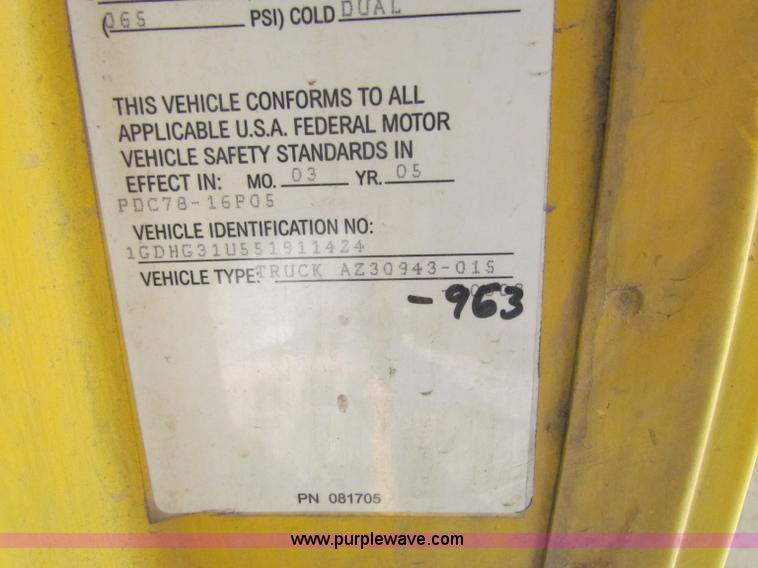 (065 PSI) COLD DUAL
THIS VEHICLE CONFORMS TO ALL
APPLICABLE U.S.A. FEDERAL MOTOR
VEHICLE SAFETY STANDARDS IN
EFFECT IN: MO. 03 YR. 05
PDC78-16P05
VEHICLE IDENTIFICATION NO:
1GDHG31U551911424
VEHICLE TYPE: TRUCK AZ30943-015
-963
PN 081705
www.purplewave.com